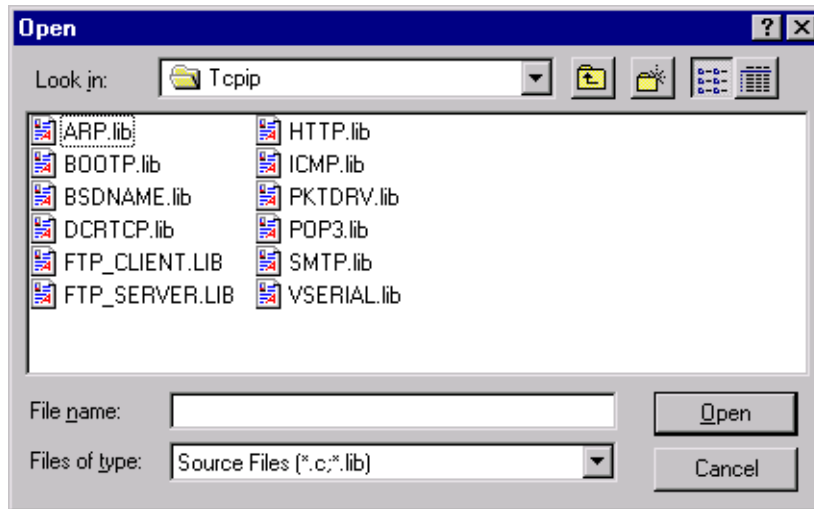 Open
Look in: Tcpip
ARP.lib
BOOTP.lib
BSDNAME.lib
DCRTCP.lib
FTP_CLIENT.LIB
FTP_SERVER.LIB
HTTP.lib
ICMP.lib
PKTDRV.lib
POP3.lib
SMTP.lib
VSERIAL.lib
File name: Open
Files of type: Source Files (*.c;*.lib) Cancel